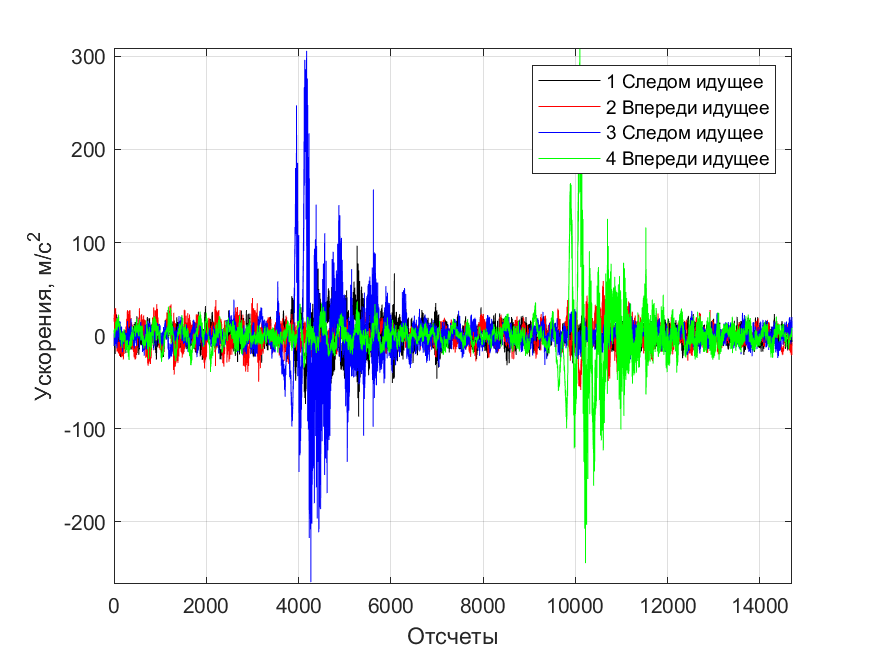 300
200
100
0
-100
-200
Ускорения, м/с2
1 Следом идущее
2 Впереди идущее
3 Следом идущее
4 Впереди идущее
0 2000 4000 6000 8000 10000 12000 14000
Отсчеты